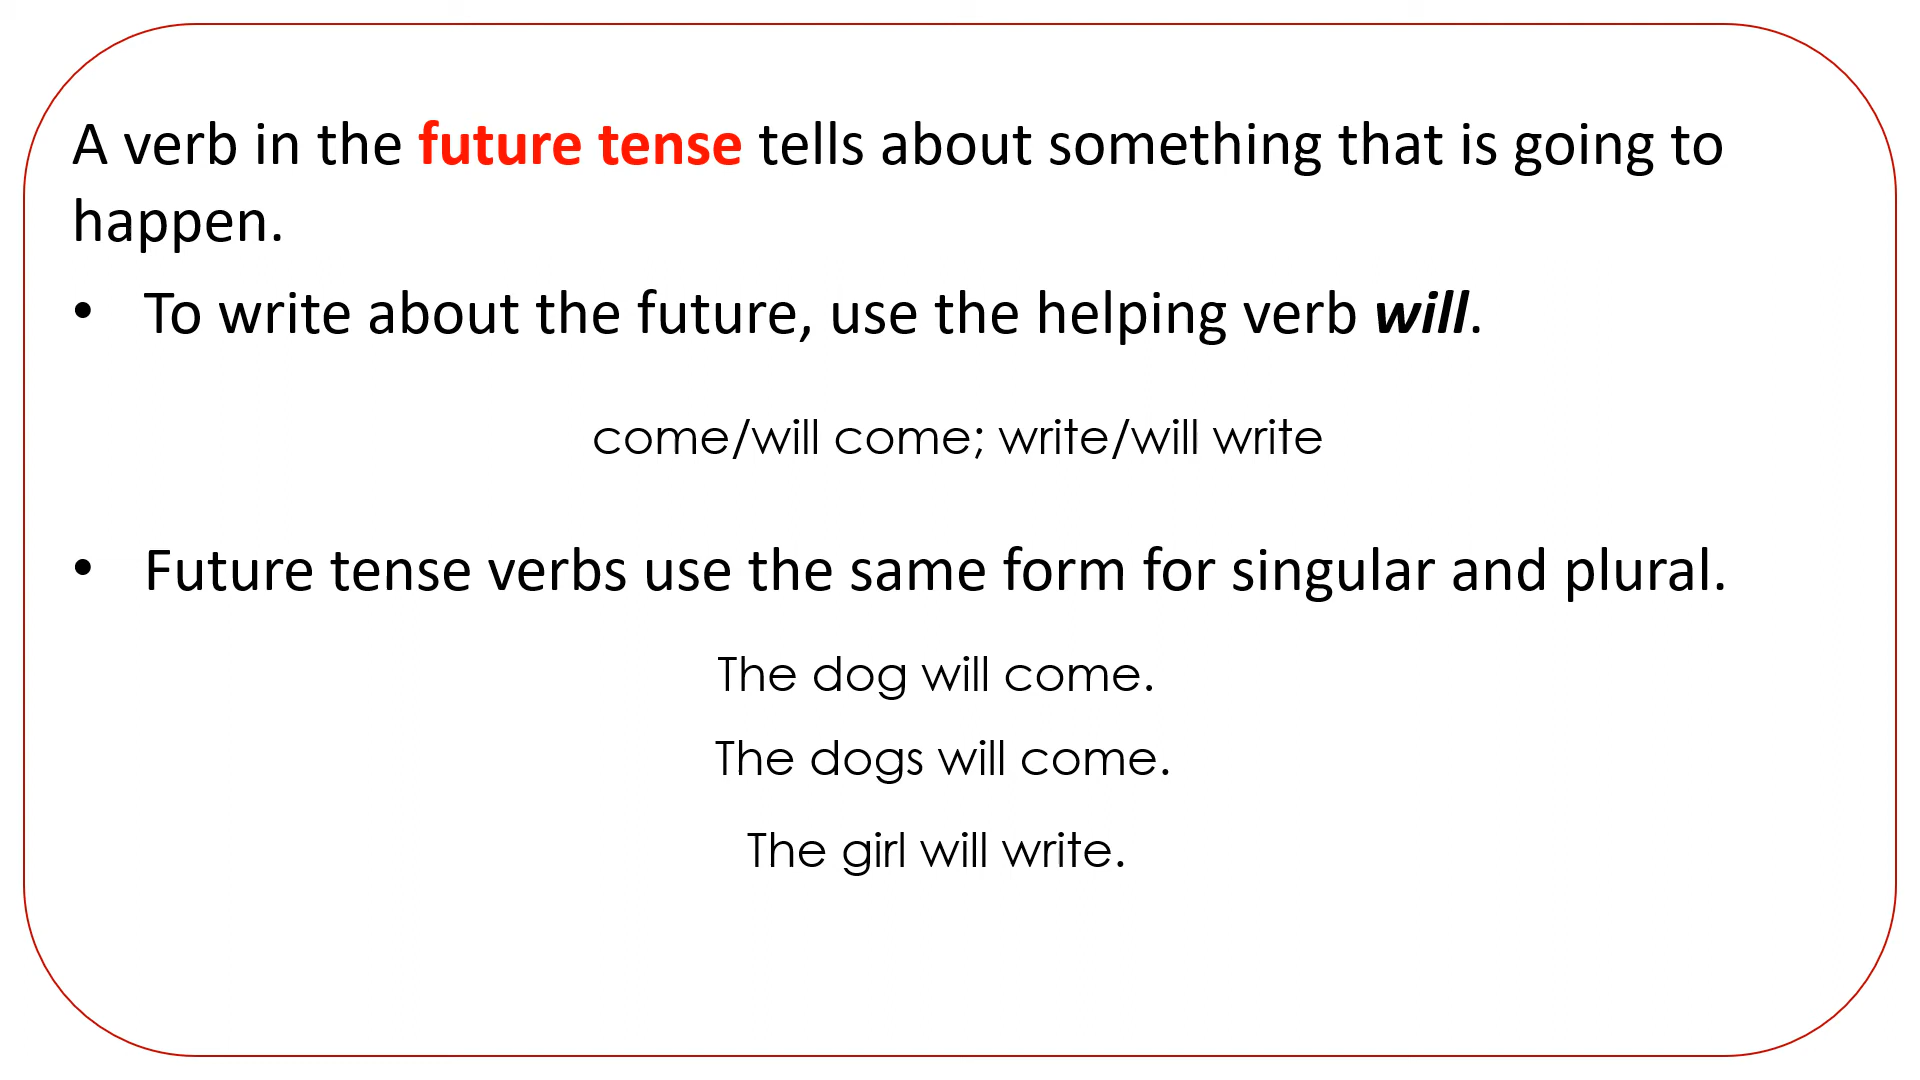 A verb in the future tense tells about something that is going to
happen.
• To write about the future, use the helping verb will.
come/will come; write/will write
• Future tense verbs use the same form for singular and plural.
The dog will come.
The dogs will come.
The girl will write.